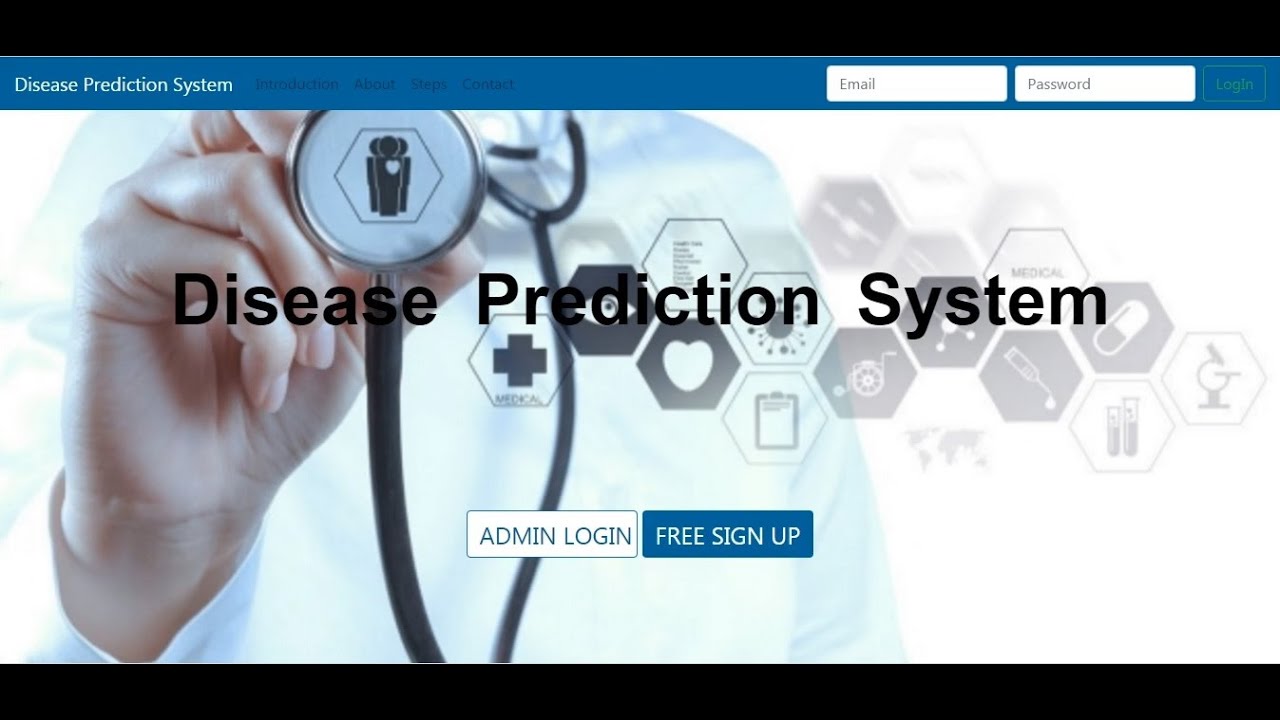 Disease Prediction System Introduction About Steps Contact Email Password LogIn
MEDICAL
Disease Prediction System
MEDICAL
ADMIN LOGIN FREE SIGN UP